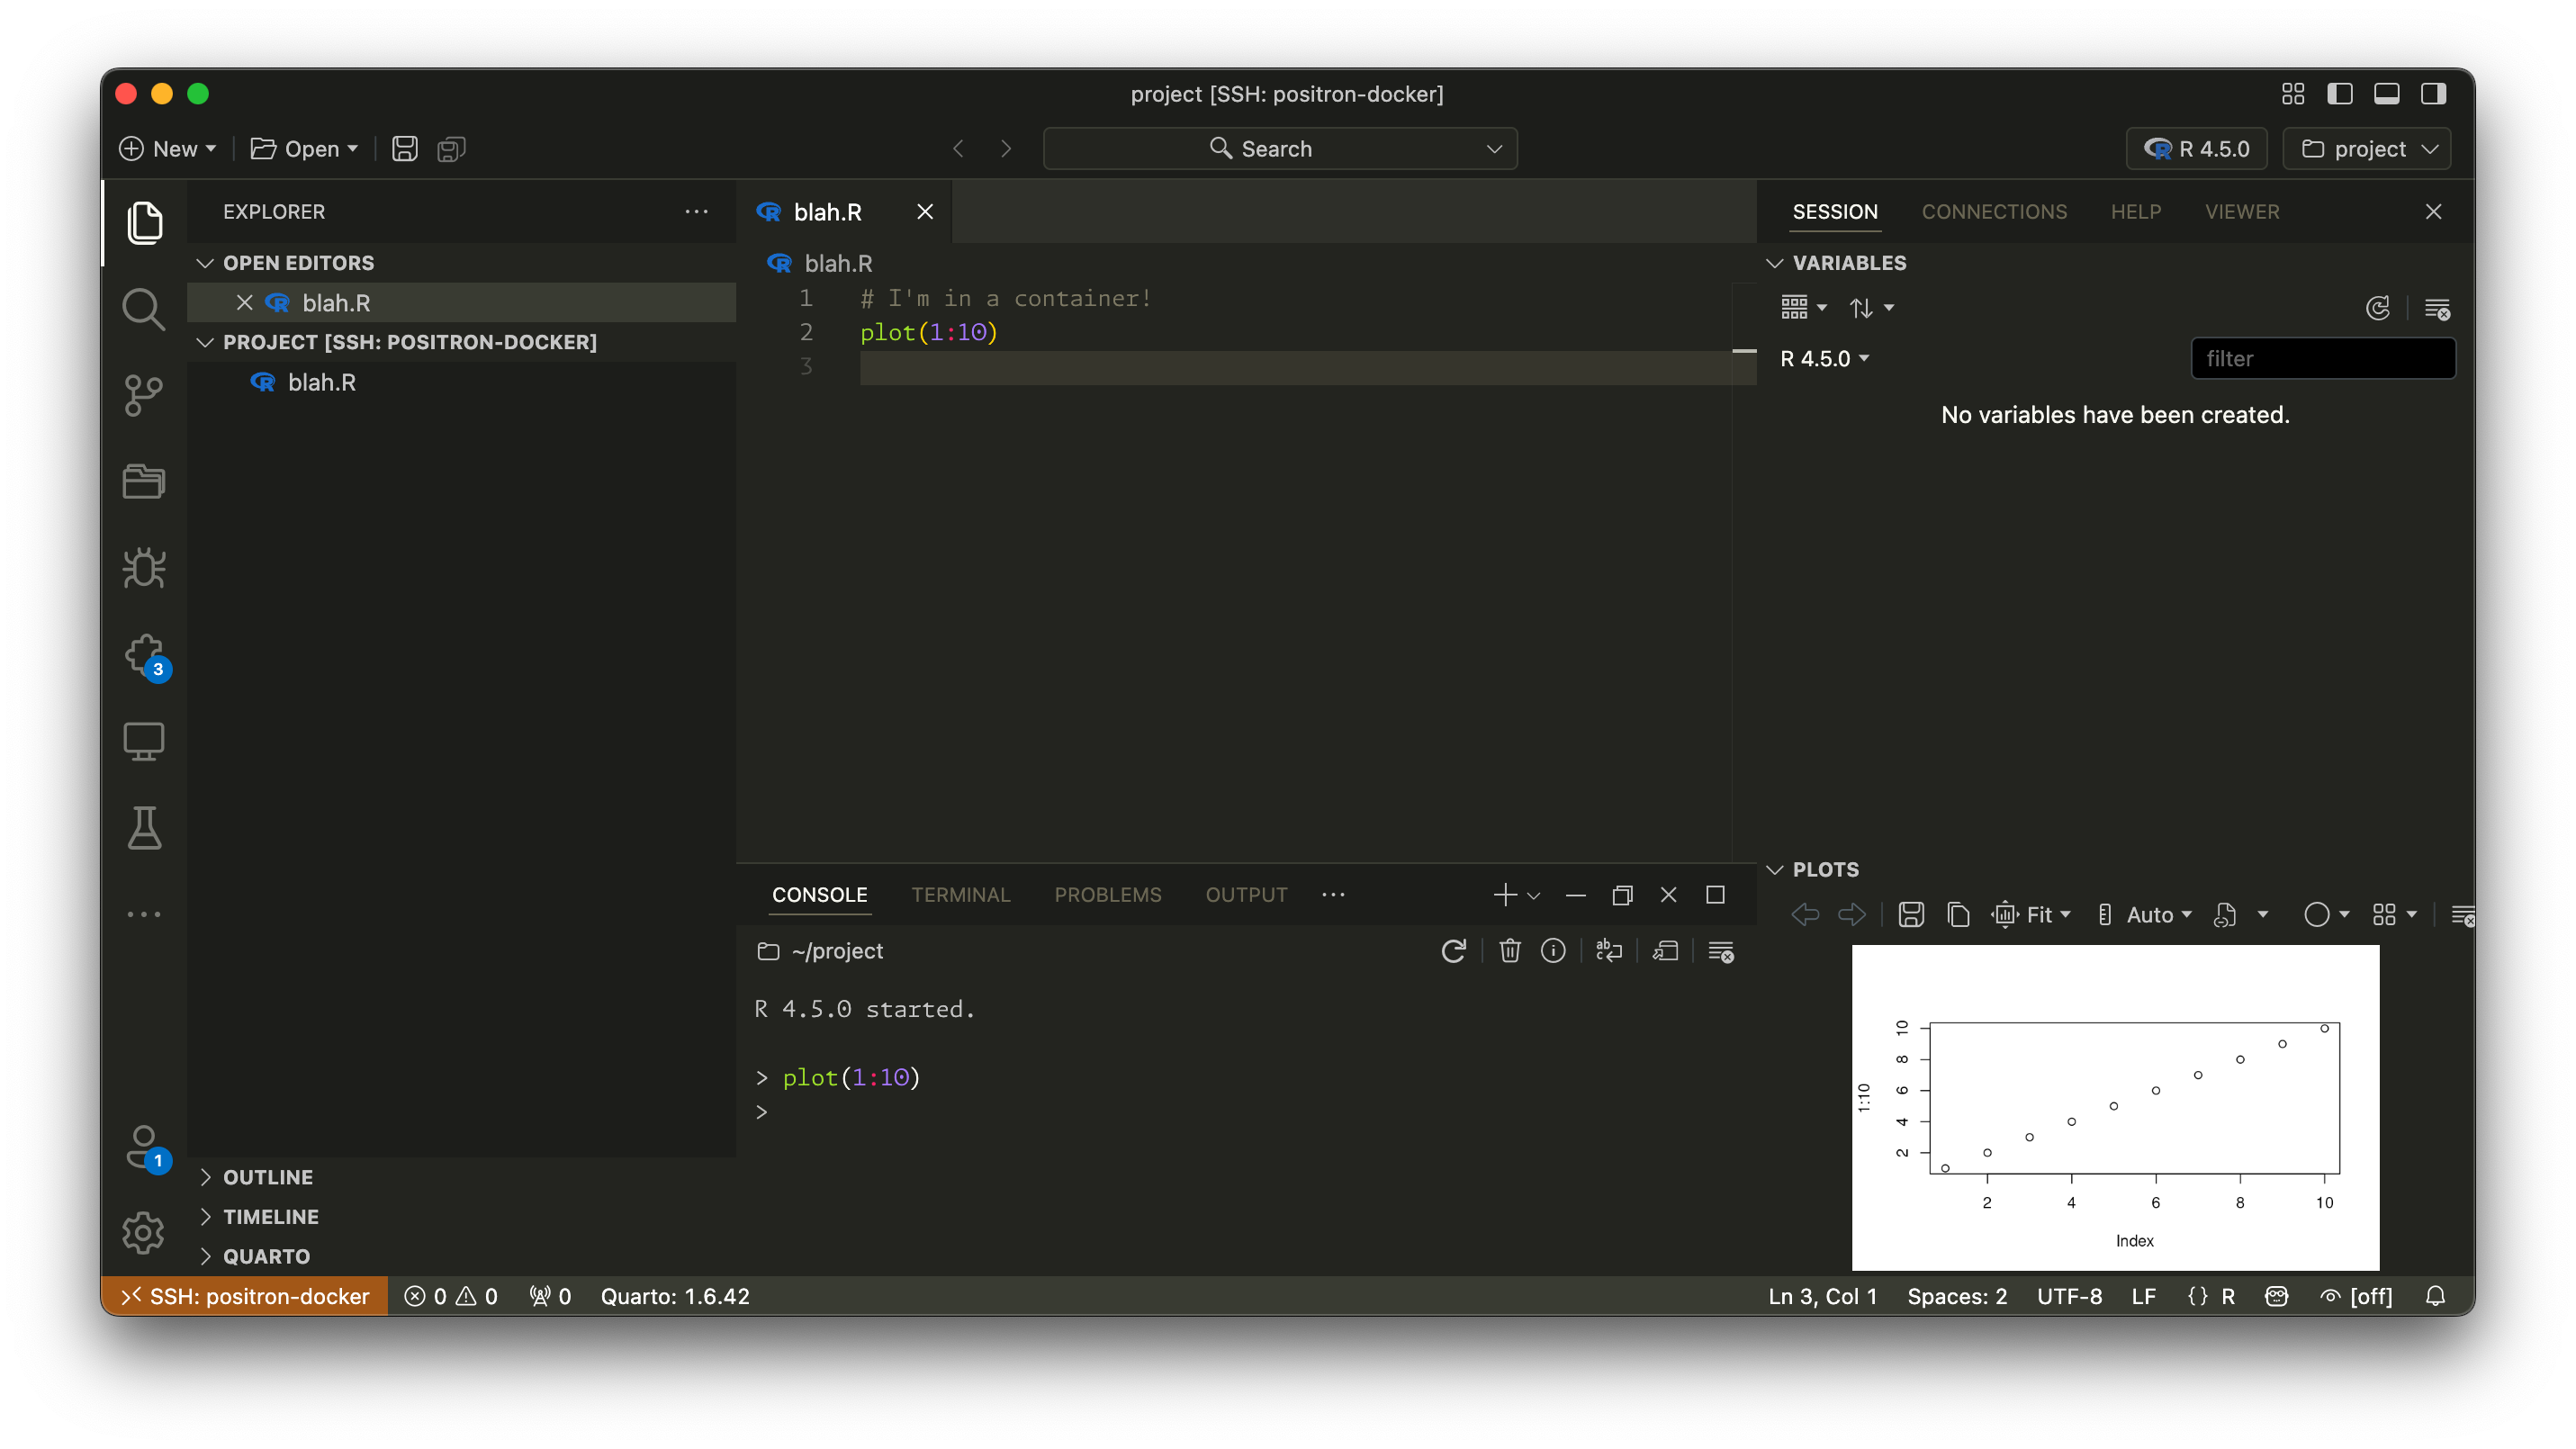 project [SSH: positron-docker]
New
Open
Search
R 4.5.0
project
EXPLORER
OPEN EDITORS
blah.R
PROJECT [SSH: POSITRON-DOCKER]
blah.R
3
1
OUTLINE
TIMELINE
QUARTO
blah.R
blah.R
1 # I'm in a container!
2 plot(1:10)
3
CONSOLE TERMINAL PROBLEMS OUTPUT
~/project
R 4.5.0 started.
> plot(1:10)
>
SESSION CONNECTIONS HELP VIEWER
VARIABLES
R 4.5.0
filter
No variables have been created.
PLOTS
Fit
Auto
1:10
10
8
6
4
2
2 4 6 8 10
Index
SSH: positron-docker 0 0 0 Quarto: 1.6.42
Ln 3, Col 1 Spaces: 2 UTF-8 LF {} R [off]